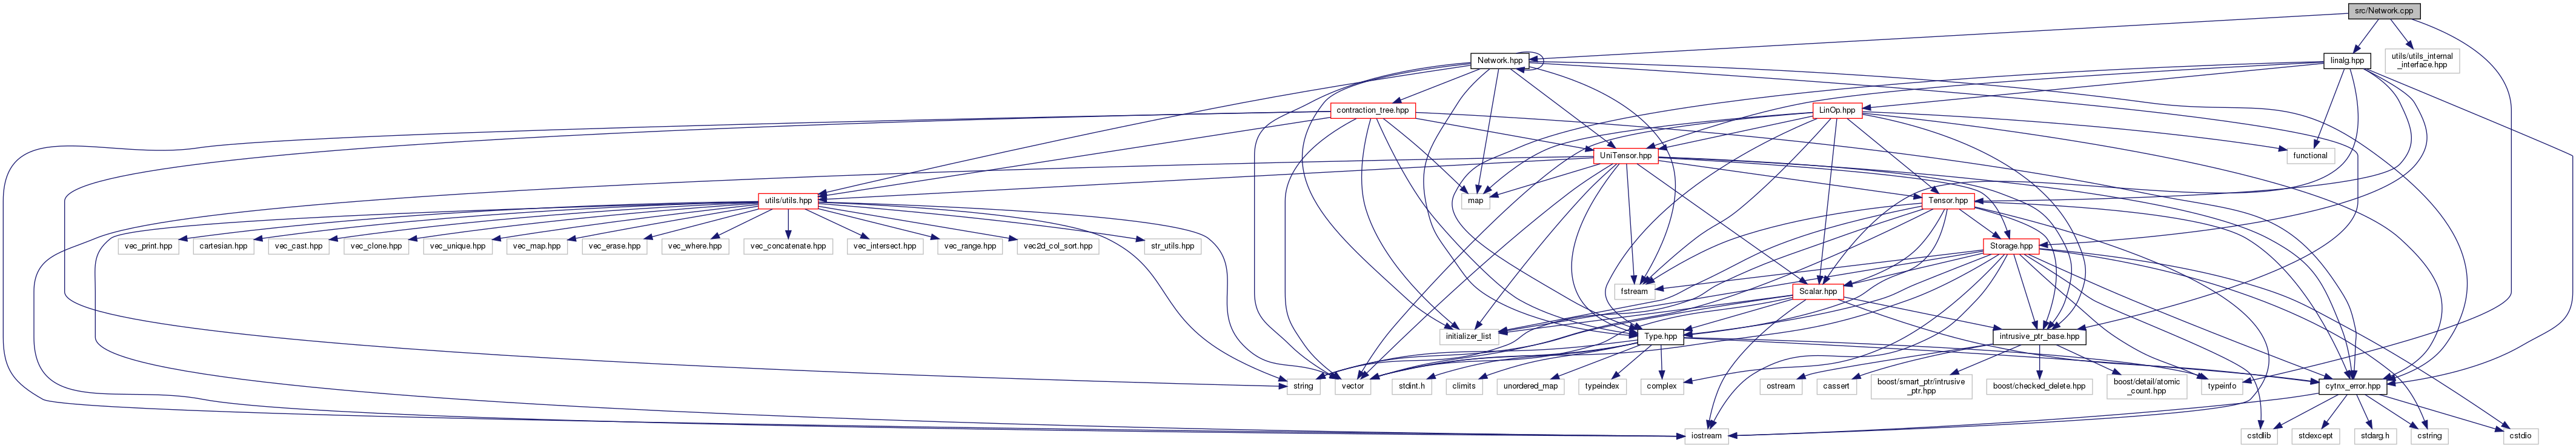 src/Network.cpp
Network.hpp
linalg.hpp
utils/utils_internal
_interface.hpp
contraction_tree.hpp
LinOp.hpp
UniTensor.hpp
functional
utils/utils.hpp
map
Tensor.hpp
vec_print.hpp
cartesian.hpp
vec_cast.hpp
vec_clone.hpp
vec_unique.hpp
vec_map.hpp
vec_erase.hpp
vec_where.hpp
vec_concatenate.hpp
vec_intersect.hpp
vec_range.hpp
vec2d_col_sort.hpp
str_utils.hpp
Storage.hpp
fstream
Scalar.hpp
initializer_list
Type.hpp
intrusive_ptr_base.hpp
string
vector
stdint.h
climits
unordered_map
typeindex
complex
ostream
cassert
boost/smart_ptr/intrusive
_ptr.hpp
boost/checked_delete.hpp
boost/detail/atomic
_count.hpp
typeinfo
cytnx_error.hpp
iostream
cstdlib
stdexcept
stdarg.h
cstring
cstdio